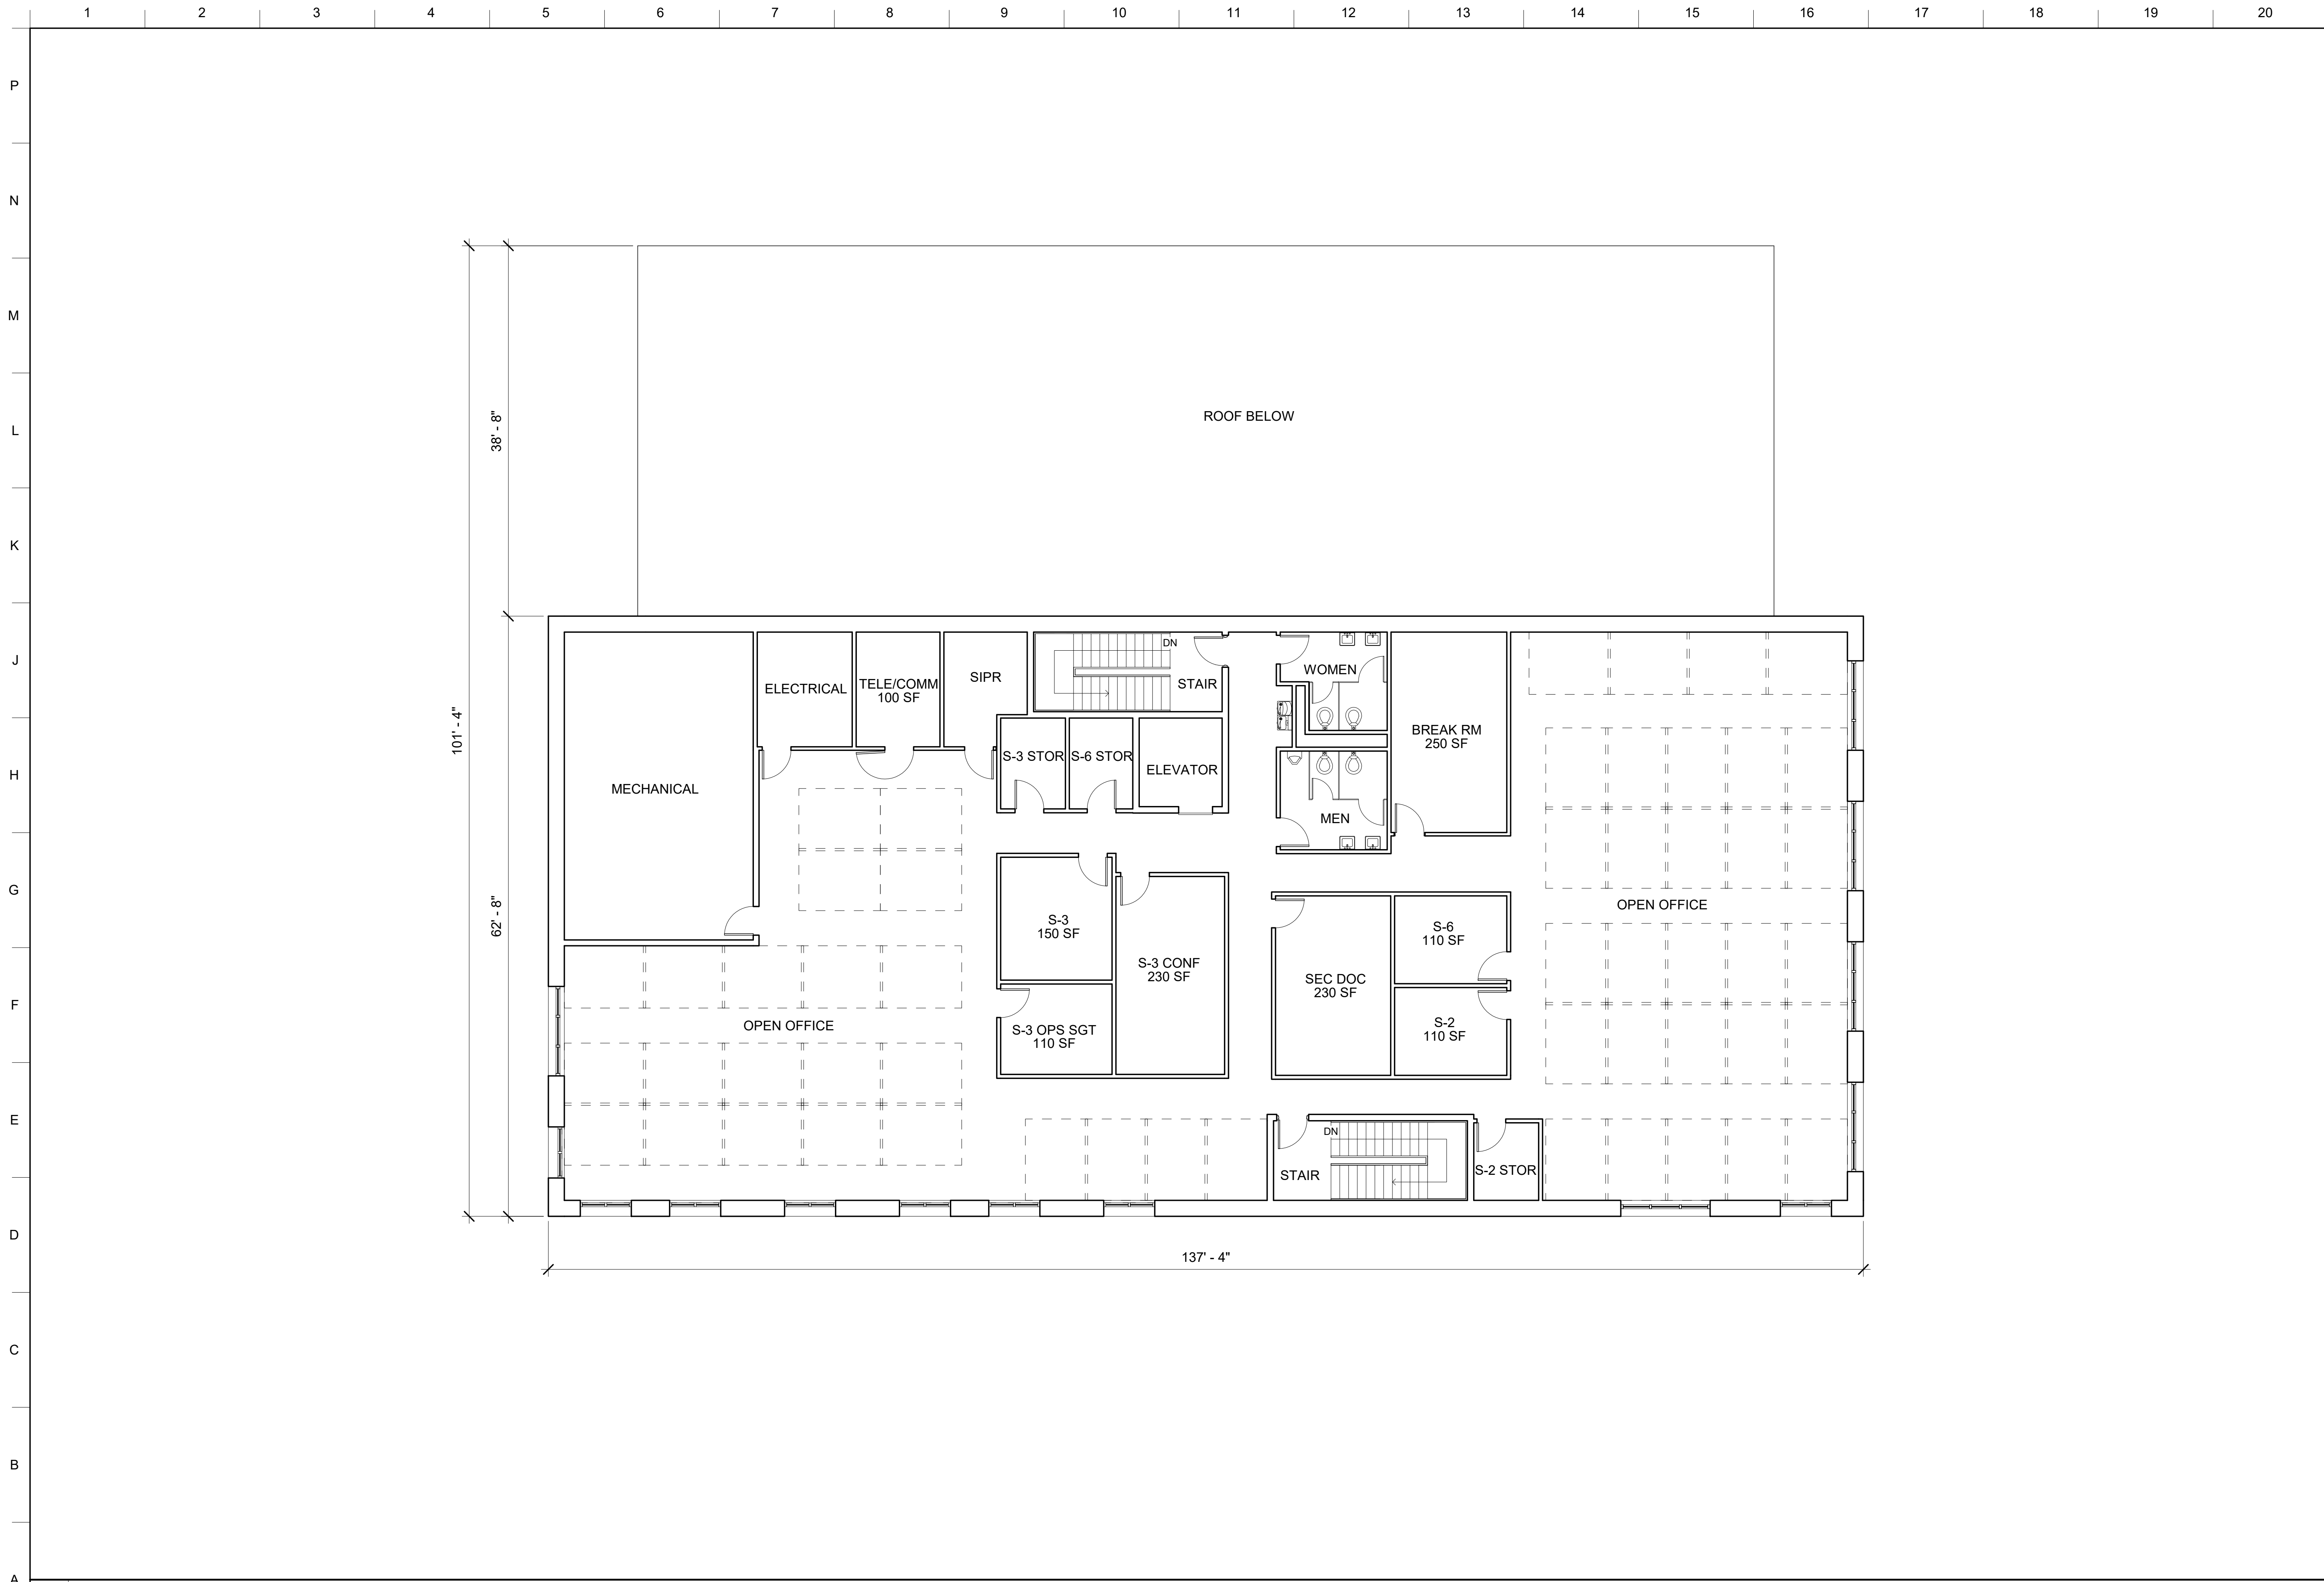 1 2 3 4 5 6 7 8 9 10 11 12 13 14 15 16 17 18 19 20
P
N
M
L
K
J
H
G
F
E
D
C
B
A
38' - 8"
101' - 4"
62' - 8"
137' - 4"
ROOF BELOW
DN
STAIR
WOMEN
ELECTRICAL
TELE/COMM
100 SF
SIPR
BREAK RM
250 SF
S-3 STOR
S-6 STOR
ELEVATOR
MECHANICAL
MEN
OPEN OFFICE
S-3
150 SF
S-3 CONF
230 SF
SEC DOC
230 SF
S-6
110 SF
OPEN OFFICE
S-3 OPS SGT
110 SF
S-2
110 SF
DN
STAIR
S-2 STOR